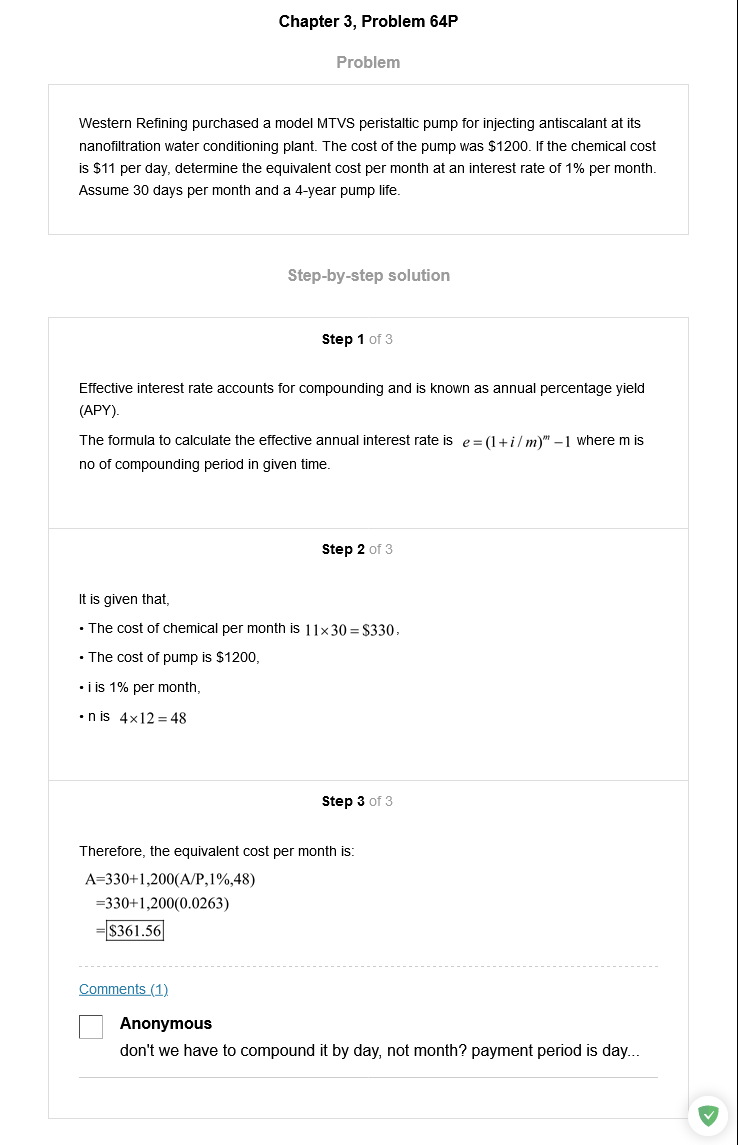 Chapter 3, Problem 64P
Problem
Western Refining purchased a model MTVS peristaltic pump for injecting antiscalant at its
nanofiltration water conditioning plant. The cost of the pump was $1200. If the chemical cost
is $11 per day, determine the equivalent cost per month at an interest rate of 1% per month.
Assume 30 days per month and a 4-year pump life.
Step-by-step solution
Step 1 of 3
Effective interest rate accounts for compounding and is known as annual percentage yield
(APY).
The formula to calculate the effective annual interest rate is e=(1+i/m)^m −1 where m is
no of compounding period in given time.
Step 2 of 3
It is given that,
• The cost of chemical per month is 11×30=$330,
• The cost of pump is $1200,
• i is 1% per month,
• n is 4×12=48
Step 3 of 3
Therefore, the equivalent cost per month is:
A=330+1,200(A/P,1%,48)
=330+1,200(0.0263)
=$361.56
Comments (1)
Anonymous
don't we have to compound it by day, not month? payment period is day...